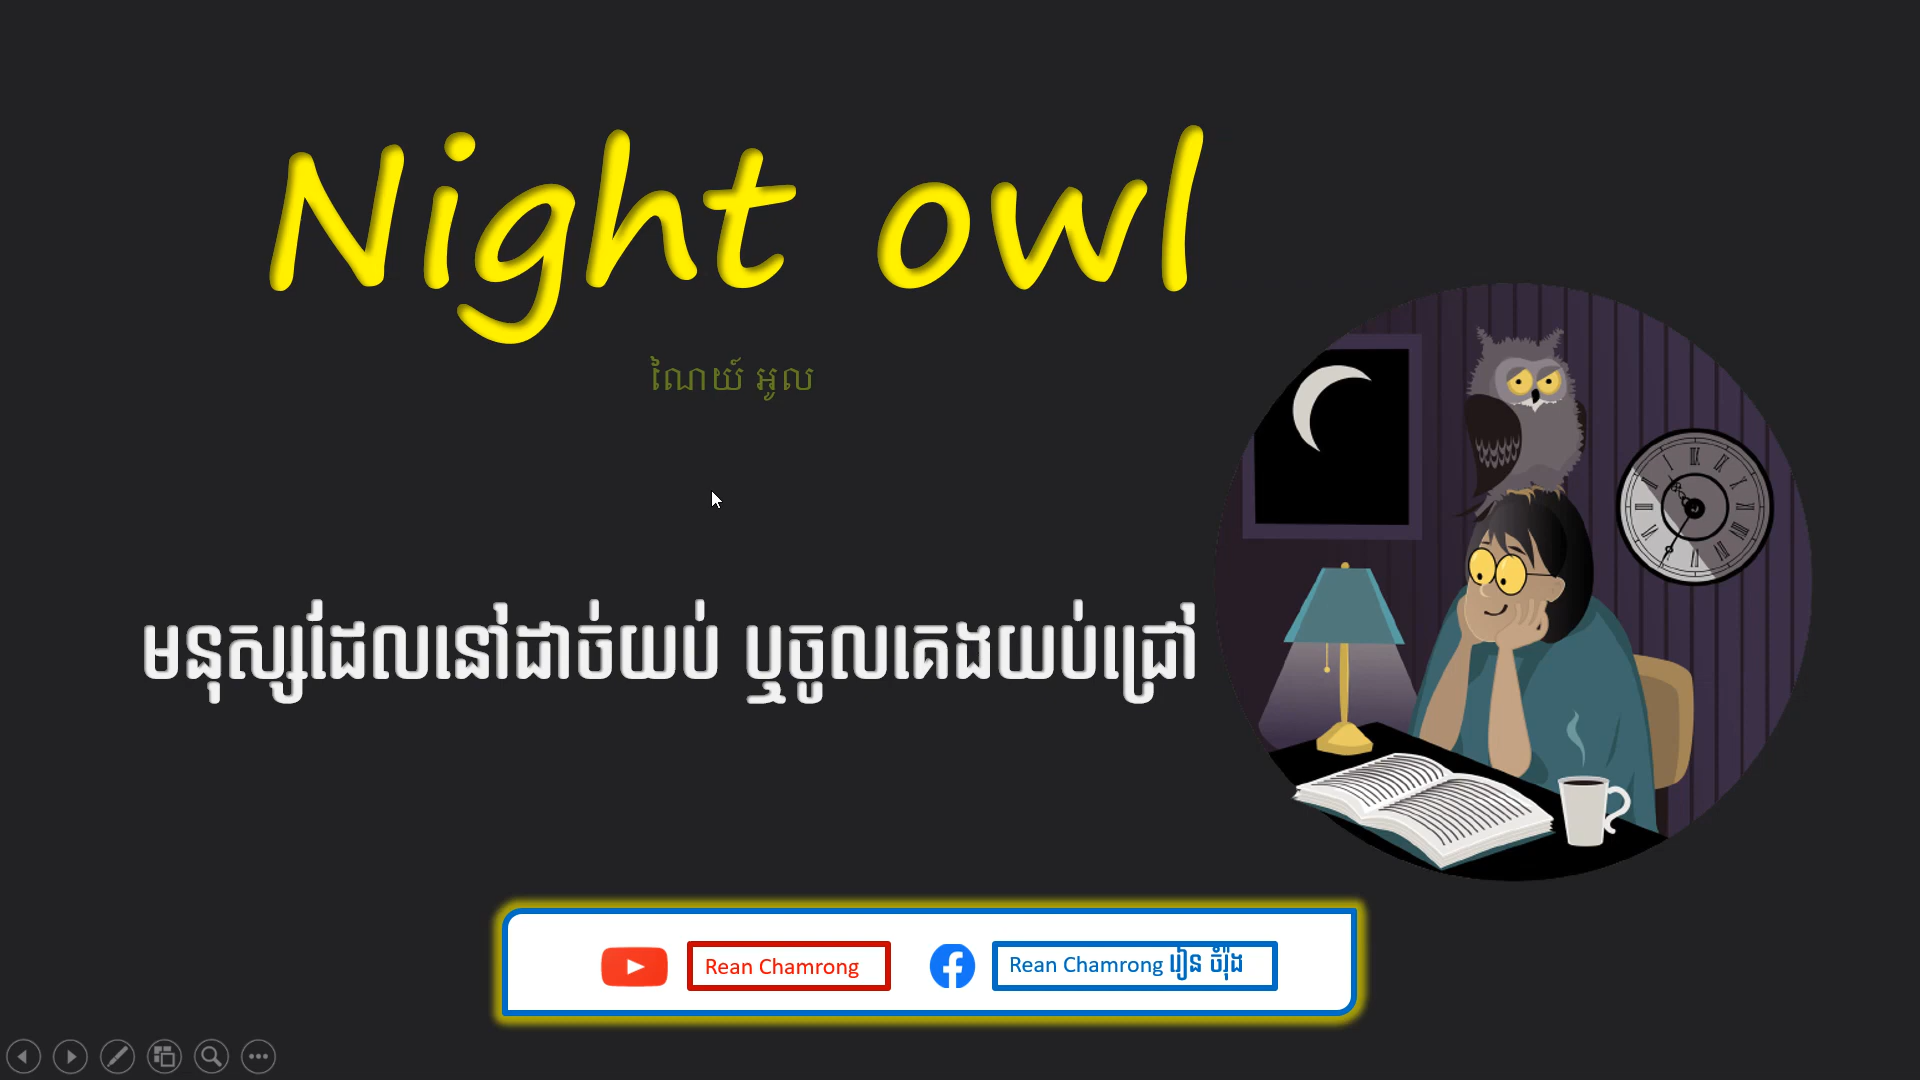 Night owl
ណៃយ៍ អូល
មនុស្សដែលនៅដាច់យប់ ឬចូលគេងយប់ជ្រៅ
Rean Chamrong
Rean Chamrong រៀន ចំរ៉ុង